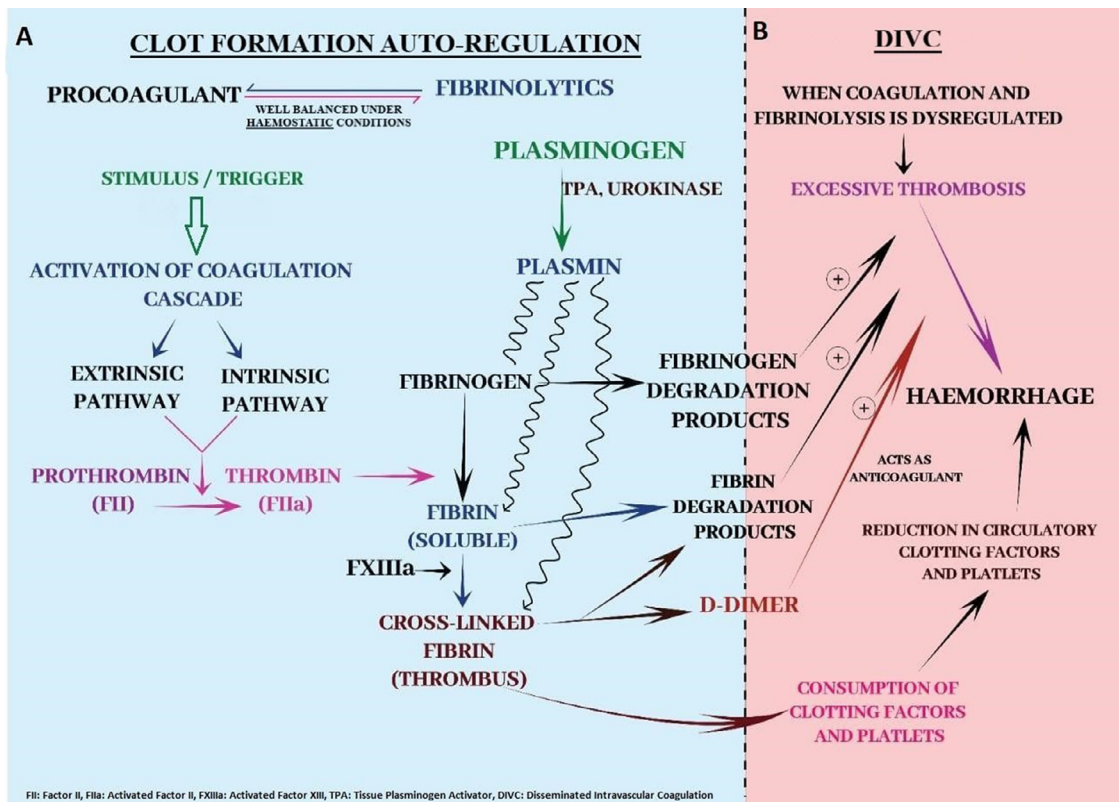 A
CLOT FORMATION AUTO-REGULATION
PROCOAGULANT
FIBRINOLYTICS
WELL BALANCED UNDER
HAEMOSTATIC CONDITIONS
STIMULUS / TRIGGER
ACTIVATION OF COAGULATION
CASCADE
EXTRINSIC
PATHWAY
INTRINSIC
PATHWAY
PROTHROMBIN
(FII)
THROMBIN
(FIIa)
PLASMINOGEN
TPA, UROKINASE
PLASMIN
FIBRINOGEN
FIBRINOGEN
DEGRADATION
PRODUCTS
FIBRIN
(SOLUBLE)
FIBRIN
DEGRADATION
PRODUCTS
FXIIIa
CROSS-LINKED
FIBRIN
(THROMBUS)
D-DIMER
B
DIVC
WHEN COAGULATION AND
FIBRINOLYSIS IS DYSREGULATED
EXCESSIVE THROMBOSIS
+
+
+
HAEMORRHAGE
ACTS AS
ANTICOAGULANT
REDUCTION IN CIRCULATORY
CLOTTING FACTORS
AND PLATLETS
CONSUMPTION OF
CLOTTING FACTORS
AND PLATELETS
FII: Factor II, FIIa: Activated Factor II, FXIIIa: Activated Factor XIII, TPA: Tissue Plasminogen Activator, DIVC: Disseminated Intravascular Coagulation